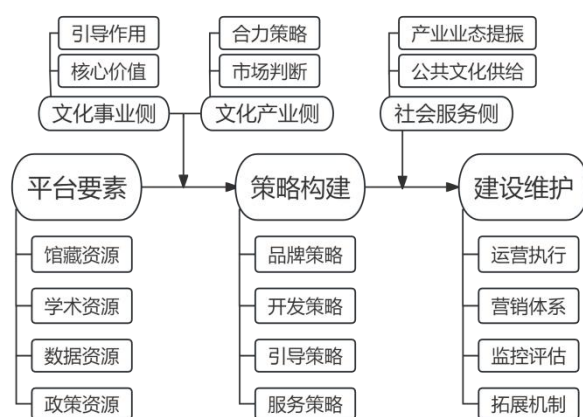 引导作用
合力策略
产业业态提振
核心价值
市场判断
公共文化供给
文化事业侧
文化产业侧
社会服务侧
平台要素
策略构建
建设维护
馆藏资源
品牌策略
运营执行
学术资源
开发策略
营销体系
数据资源
引导策略
监控评估
政策资源
服务策略
拓展机制